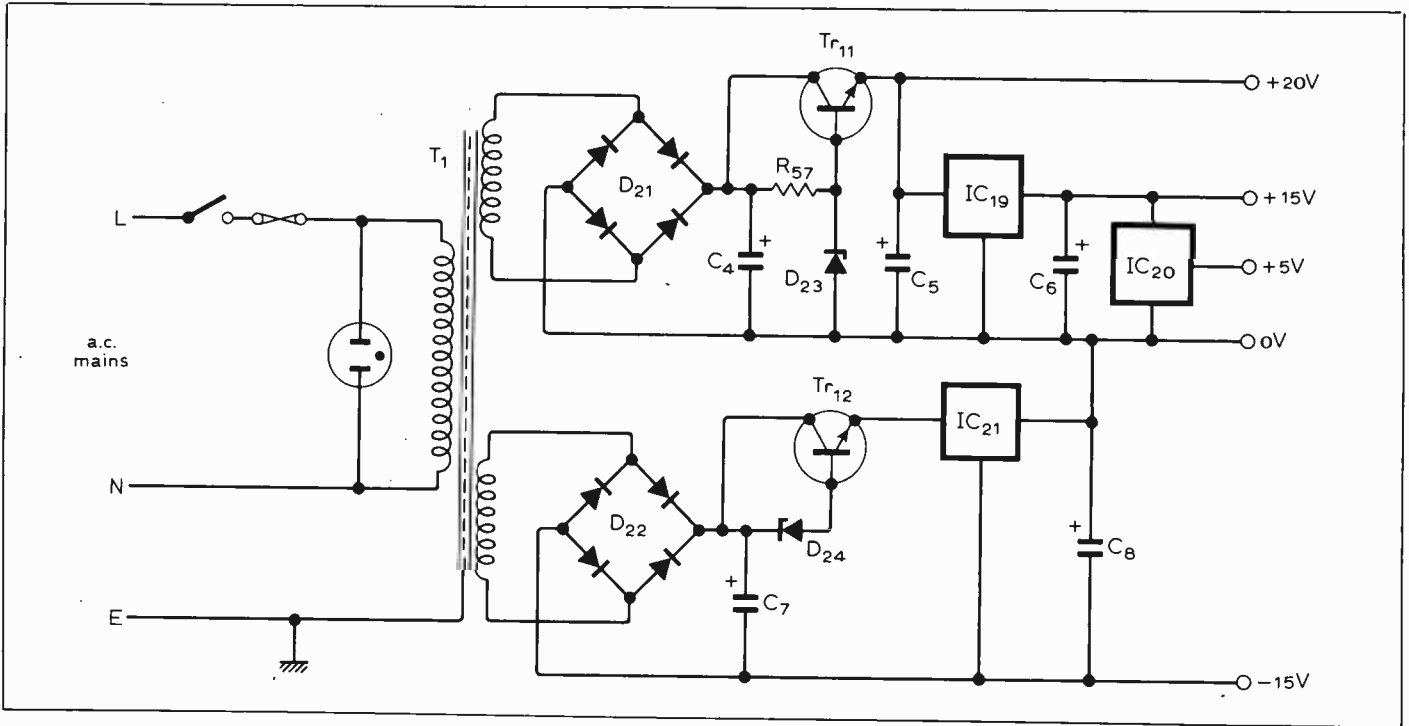 Tr11
+20V
T1
D21
R57
IC19
+15V
L
C4
+
D23
+
C5
C6
+
IC20
+5V
a.c.
mains
0V
Tr12
IC21
N
D22
D24
+
C8
+
C7
E
−15V